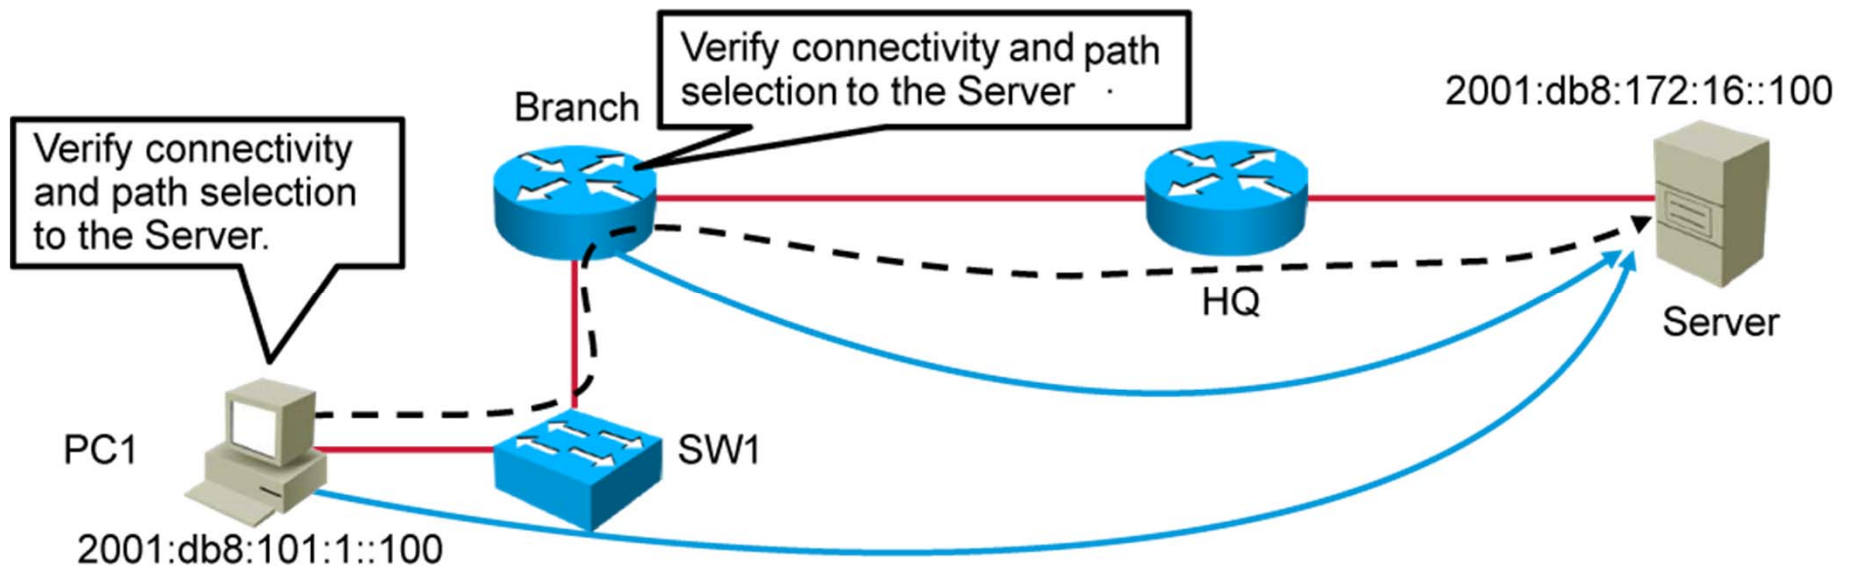 Verify connectivity and path
selection to the Server .
Branch
2001:db8:172:16::100
Verify connectivity
and path selection
to the Server.
HQ
Server
PC1
SW1
2001:db8:101:1::100